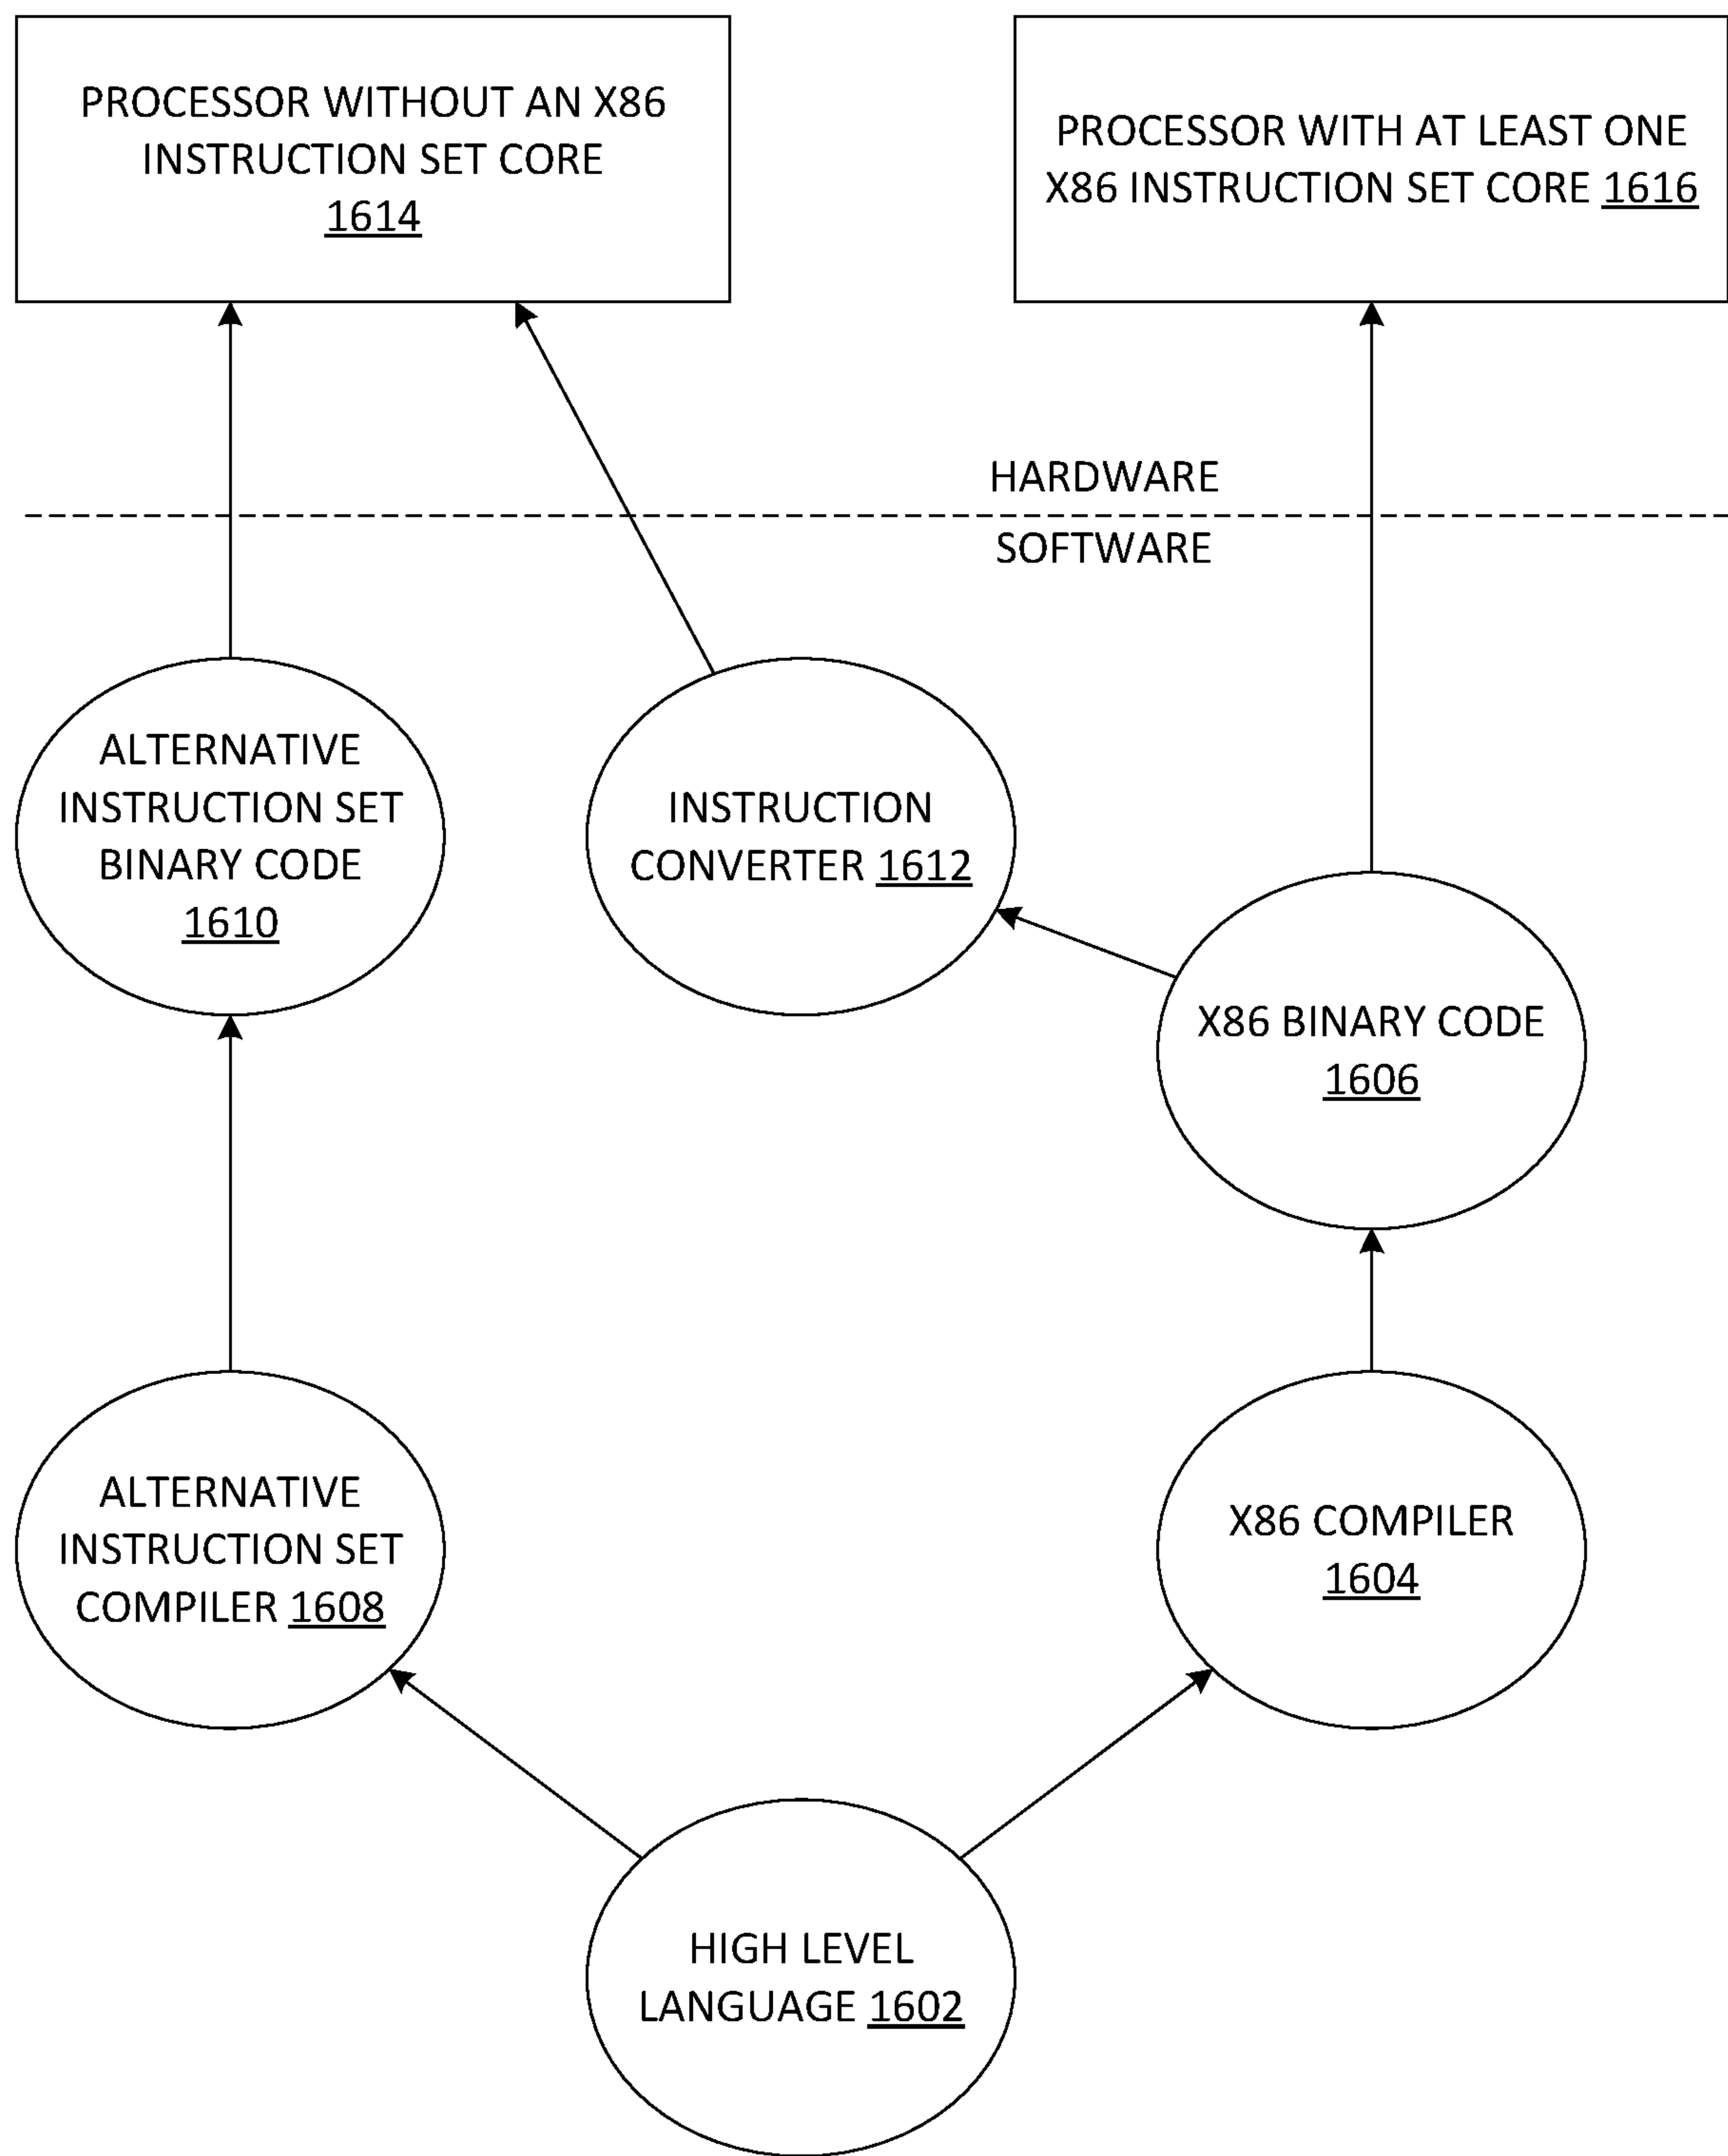 PROCESSOR WITHOUT AN X86
INSTRUCTION SET CORE
1614
PROCESSOR WITH AT LEAST ONE
X86 INSTRUCTION SET CORE 1616
HARDWARE
SOFTWARE
ALTERNATIVE
INSTRUCTION SET
BINARY CODE
1610
INSTRUCTION
CONVERTER 1612
X86 BINARY CODE
1606
ALTERNATIVE
INSTRUCTION SET
COMPILER 1608
X86 COMPILER
1604
HIGH LEVEL
LANGUAGE 1602